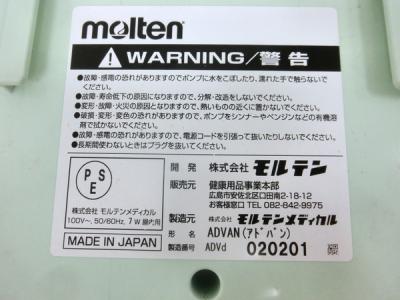 molten
WARNING/警告
●故障・感電の恐れがありますのでポンプに水をこぼしたり、濡れた手で触らないで
ください。
●故障・寿命低下の原因になりますので、分解・改造をしないでください。
●変形・故障・火災の原因となりますので、熱いものの近くに置かないでください。
●破損・変形・変色の恐れがありますので、ポンプをシンナーやベンジンなどの有機溶
剤で拭かないでください。
●故障・感電の恐れがありますので、電源コードを引張って抜いたりしないでください。
●長期間使わないときはプラグを抜いてください。
PSE
株式会社 モルテンメディカル
100V~, 50/60Hz, 7W 屋内用
MADE IN JAPAN
開発 株式会社 モルテン
販売元 健康用品事業本部
広島市安佐北区口田南2-18-12
お客様窓口 TEL 082-842-9975
製造元 株式会社 モルテンメディカル
形名 ADVAN(アドバン)
製造番号 ADVd 020201